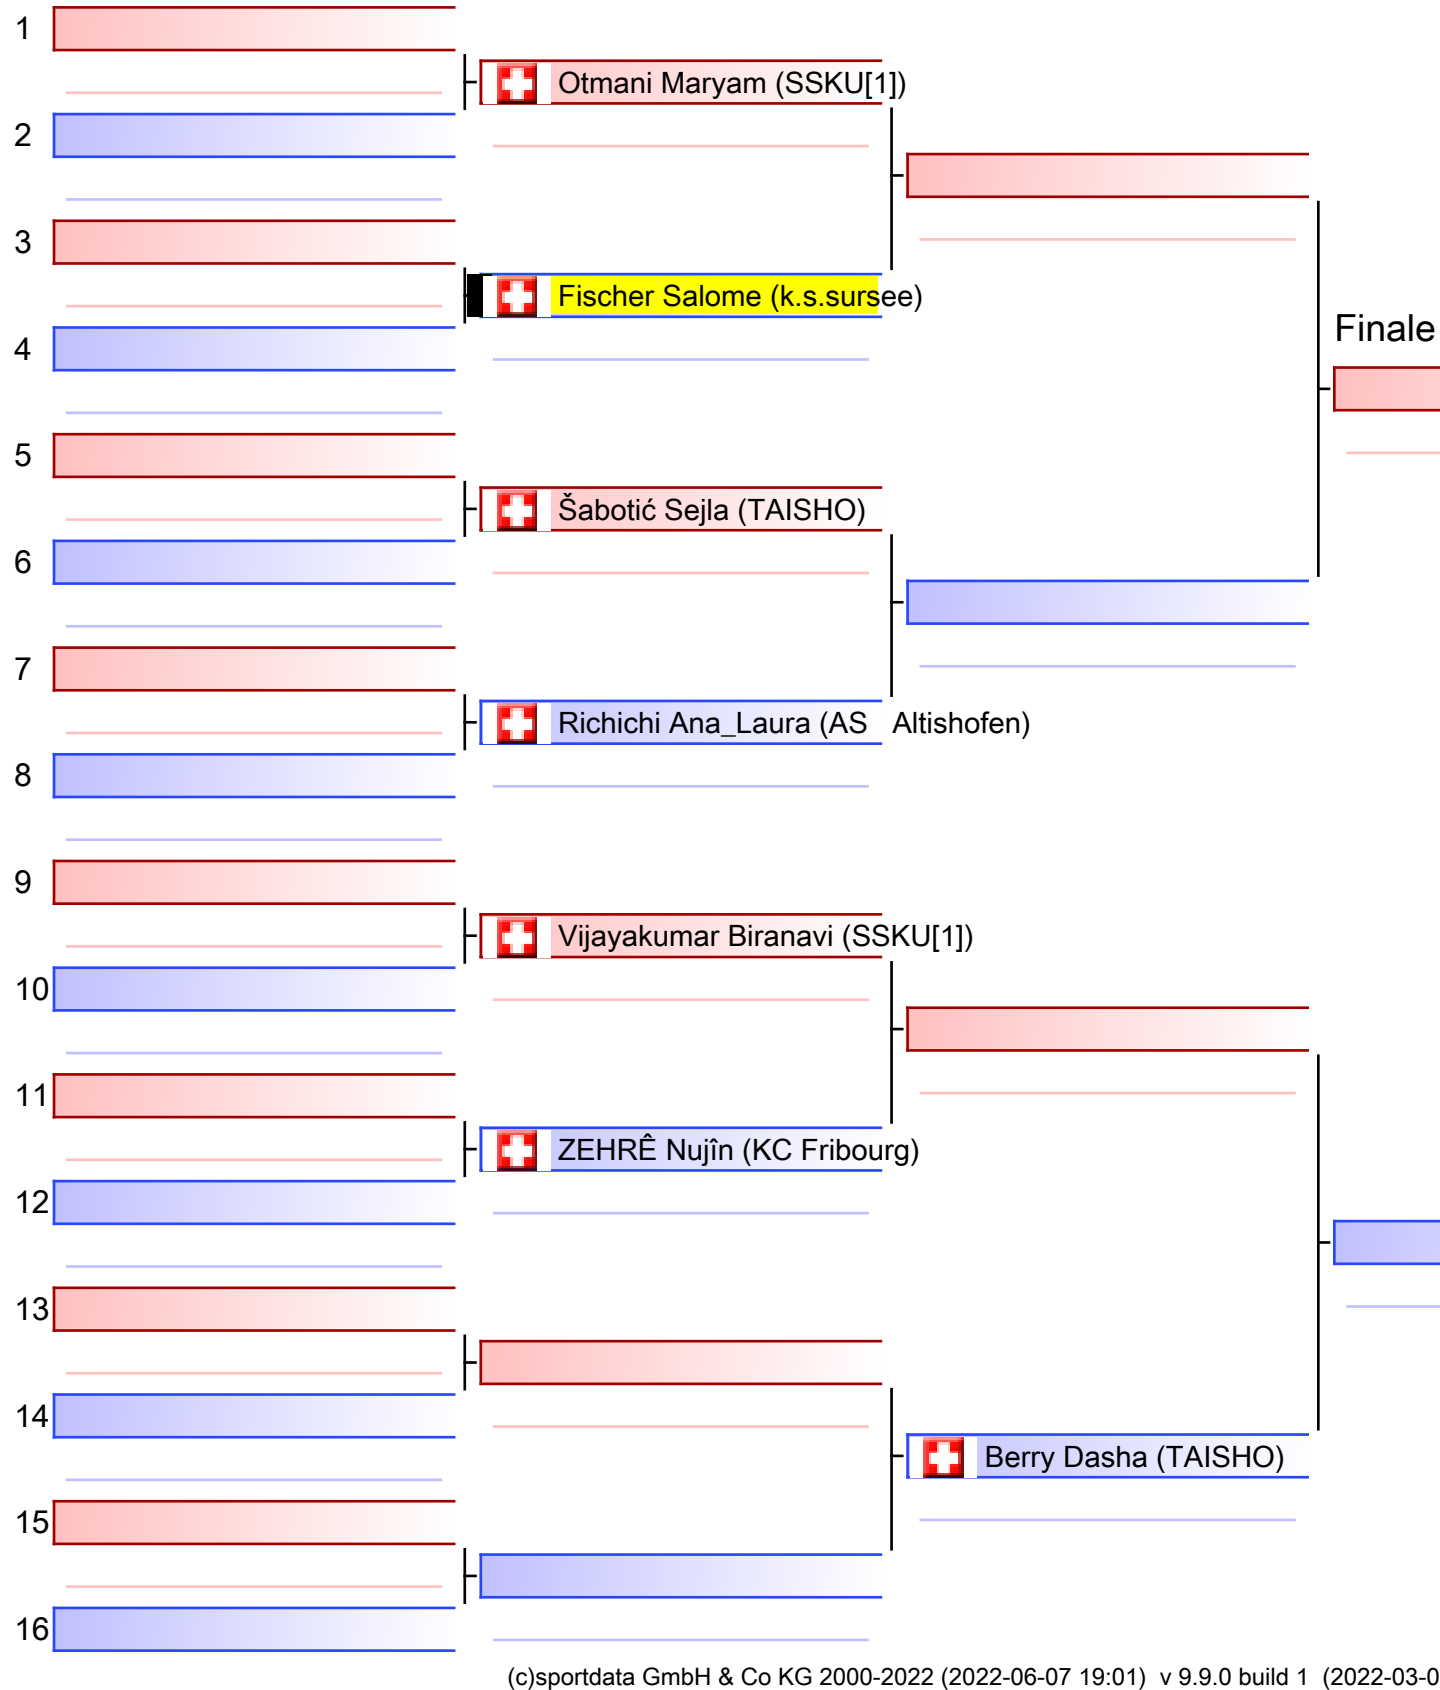 1
Otmani Maryam (SSKU[1])
2
3
Fischer Salome (k.s.sursee)
Finale
4
5
Šabotić Sejla (TAISHO)
6
7
Richichi Ana_Laura (AS Altishofen)
8
9
Vijayakumar Biranavi (SSKU[1])
10
11
ZEHRÊ Nujîn (KC Fribourg)
12
13
14
Berry Dasha (TAISHO)
15
16
(c)sportdata GmbH & Co KG 2000-2022 (2022-06-07 19:01) v 9.9.0 build 1 (2022-03-0